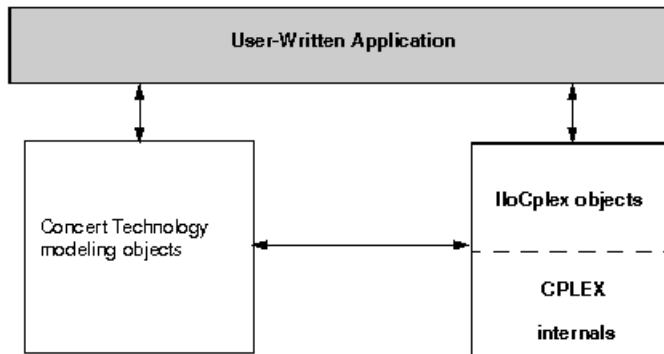 User-Written Application
Concert Technology
modeling objects
IloCplex objects
CPLEX
internals